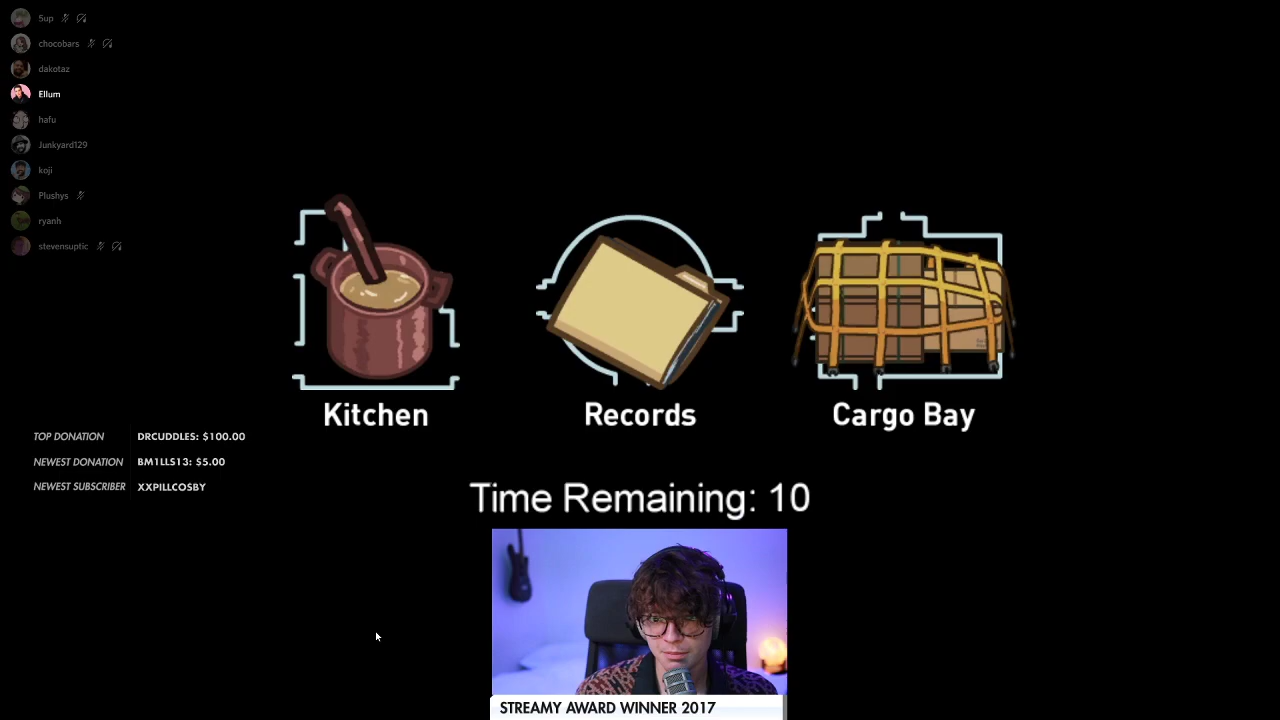 5up
chocobars
dakotaz
Ellum
hafu
Junkyard129
koji
Plushys
ryanh
stevensuptic
Kitchen
Records
Cargo Bay
TOP DONATION DRCUDDLES: $100.00
NEWEST DONATION BM1LLS13: $5.00
NEWEST SUBSCRIBER XXPILLCOSBY
Time Remaining: 10
STREAMY AWARD WINNER 2017